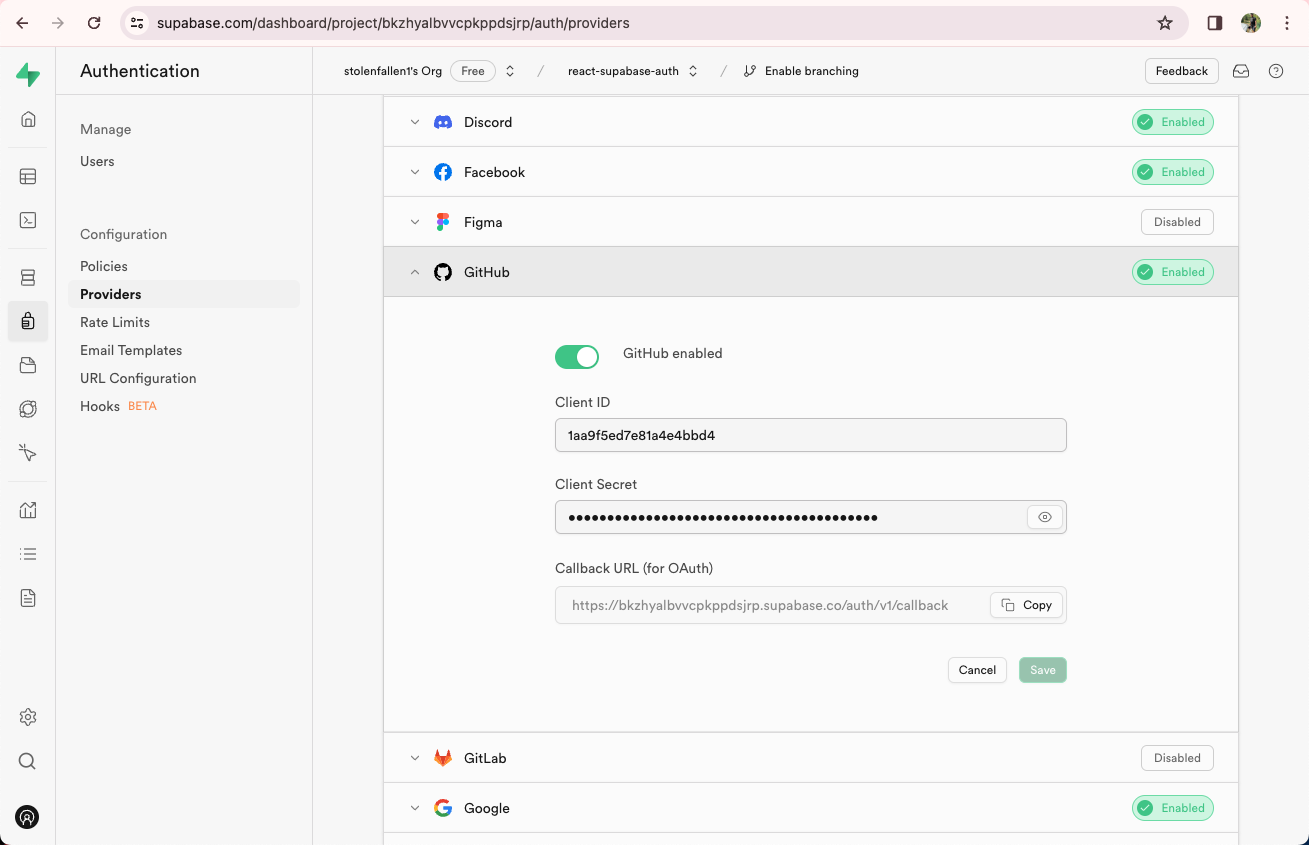 supabase.com/dashboard/project/bkzhyalbvvcpkppdsjrp/auth/providers
Authentication
stolenfallen1's Org Free / react-supabase-auth / Enable branching
Feedback
Manage
Users
Configuration
Policies
Providers
Rate Limits
Email Templates
URL Configuration
Hooks BETA
Discord Enabled
Facebook Enabled
Figma Disabled
GitHub Enabled
GitHub enabled
Client ID
1aa9f5ed7e81a4e4bbd4
Client Secret
••••••••••••••••••••••••••••••••••••••••
Callback URL (for OAuth)
https://bkzhyalbvvcpkppdsjrp.supabase.co/auth/v1/callback Copy
Cancel Save
GitLab Disabled
Google Enabled